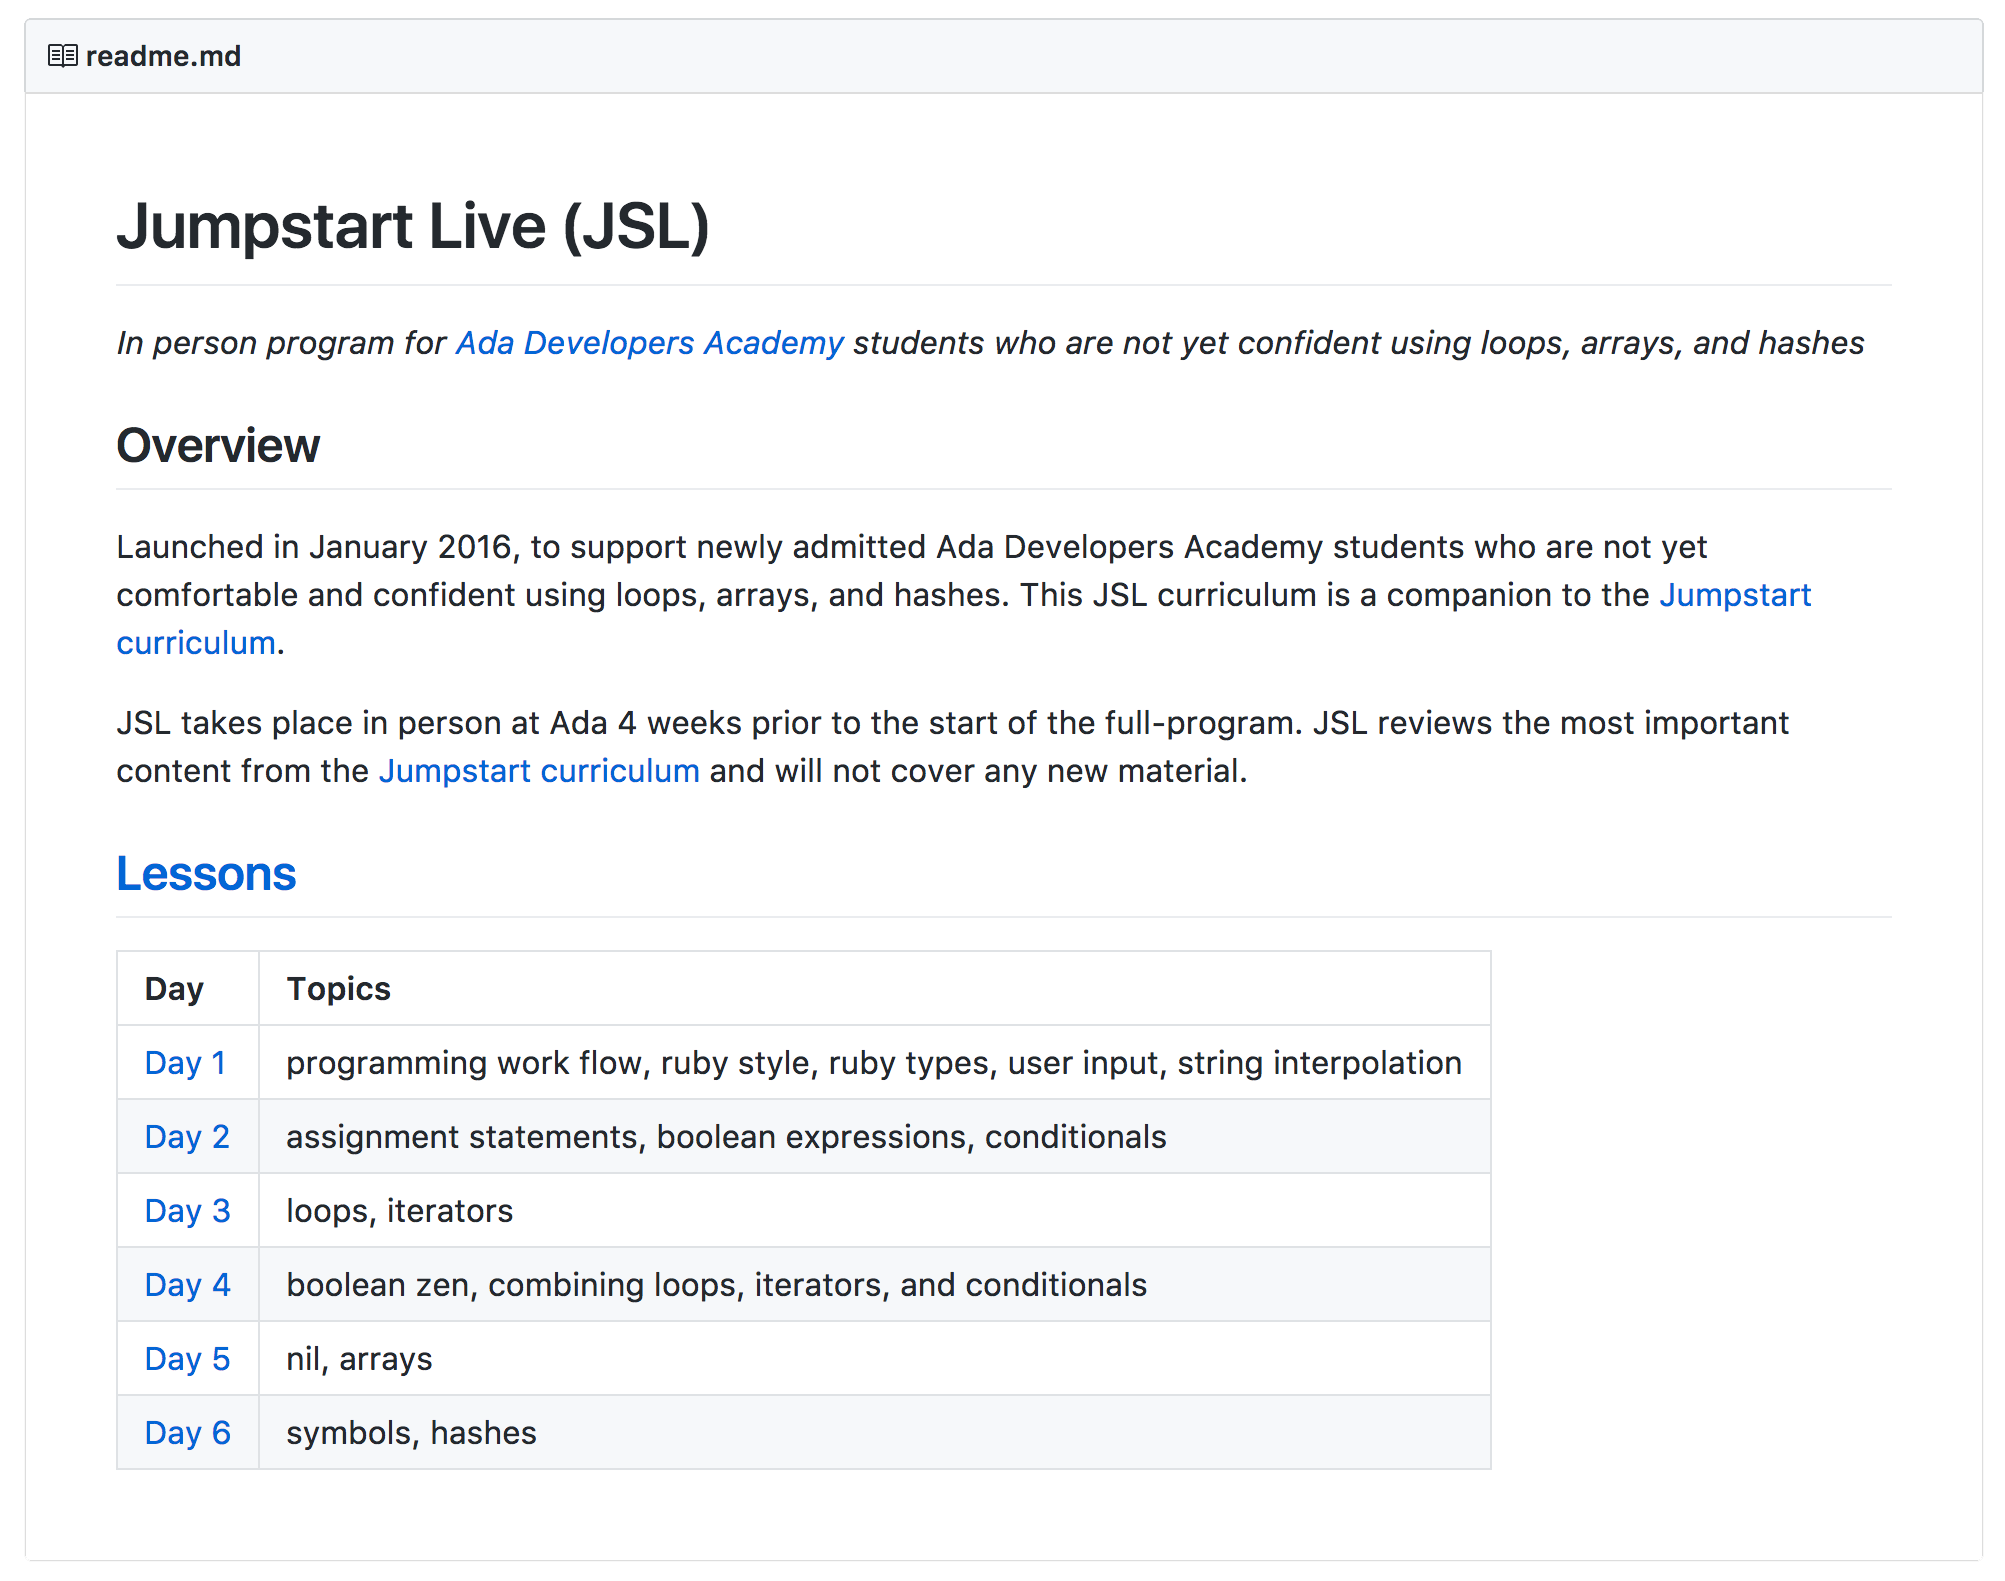 readme.md
Jumpstart Live (JSL)
In person program for Ada Developers Academy students who are not yet confident using loops, arrays, and hashes
Overview
Launched in January 2016, to support newly admitted Ada Developers Academy students who are not yet
comfortable and confident using loops, arrays, and hashes. This JSL curriculum is a companion to the Jumpstart
curriculum.
JSL takes place in person at Ada 4 weeks prior to the start of the full-program. JSL reviews the most important
content from the Jumpstart curriculum and will not cover any new material.
Lessons
Day Topics
Day 1 programming work flow, ruby style, ruby types, user input, string interpolation
Day 2 assignment statements, boolean expressions, conditionals
Day 3 loops, iterators
Day 4 boolean zen, combining loops, iterators, and conditionals
Day 5 nil, arrays
Day 6 symbols, hashes